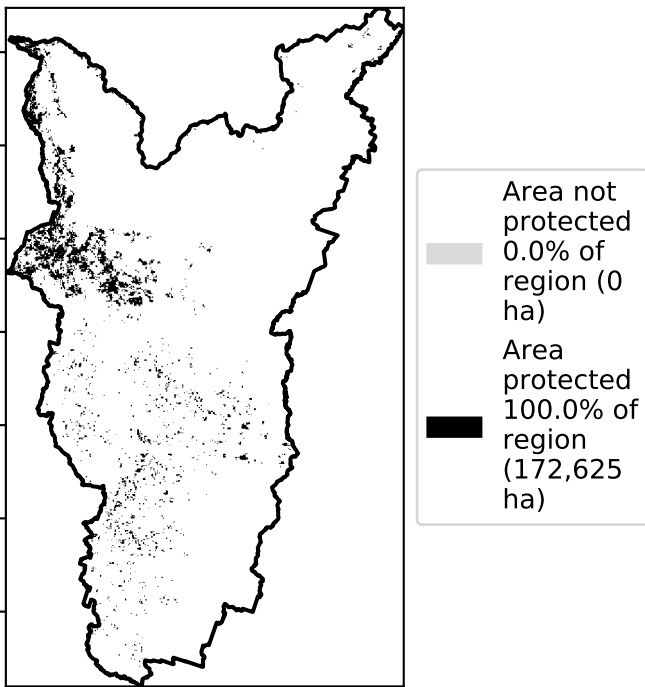 Area not
protected
0.0% of
region (0
ha)
Area
protected
100.0% of
region
(172,625
ha)